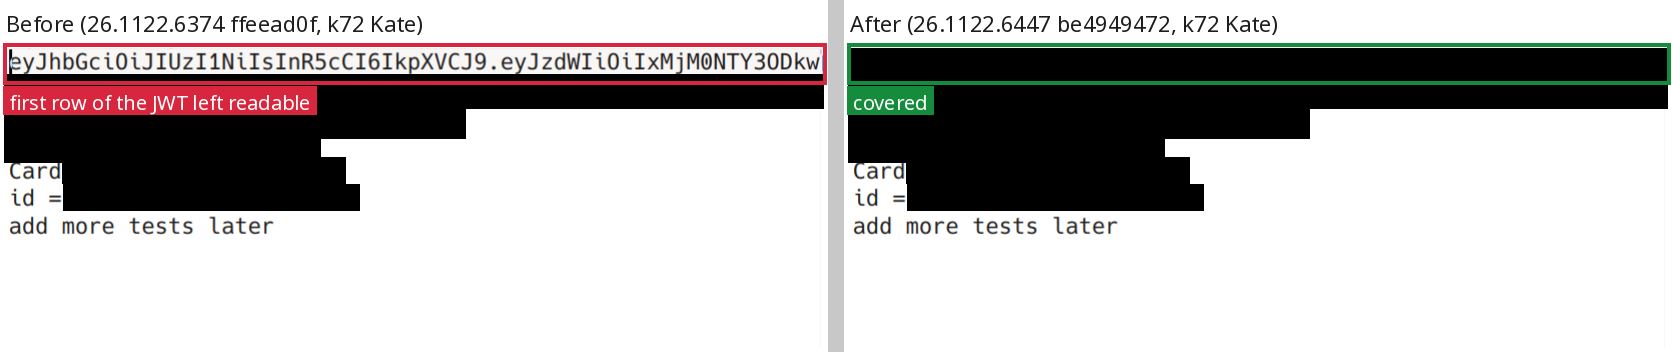 Before (26.1122.6374 ffeead0f, k72 Kate)
eyJhbGciOiJIUzI1NiIsInR5cCI6IkpXVCJ9.eyJzdWIiOiIxMjM0NTY3ODkw
first row of the JWT left readable
Card
id =
add more tests later
After (26.1122.6447 be4949472, k72 Kate)
covered
Card
id =
add more tests later